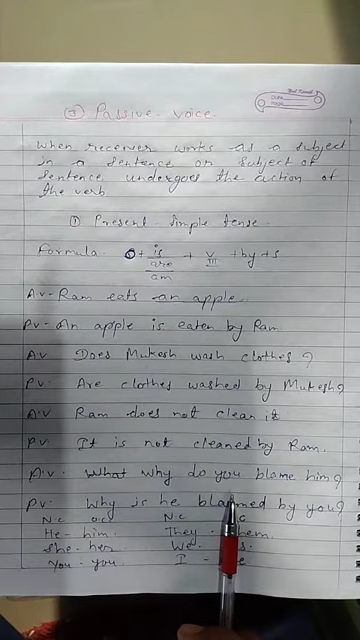 ② Passive voice.
When receiver works as a subject
in a sentence or subject of
sentence undergoes the action of
the verb
① Present Simple tense.
Formula O + is/are/am + V III + by + s
A.V - Ram eats an apple.
P.V - An apple is eaten by Ram
A.V Does Mukesh wash clothes?
P.V. Are clothes washed by Mukesh?
A.V Ram does not clean it
P.V. It is not cleaned by Ram.
A.V. What Why do you blame him?
P.V. Why is he blammed by you?
N.C O.C N.C C
He - him. They - hem.
She - her. We - s.
You - you I - e